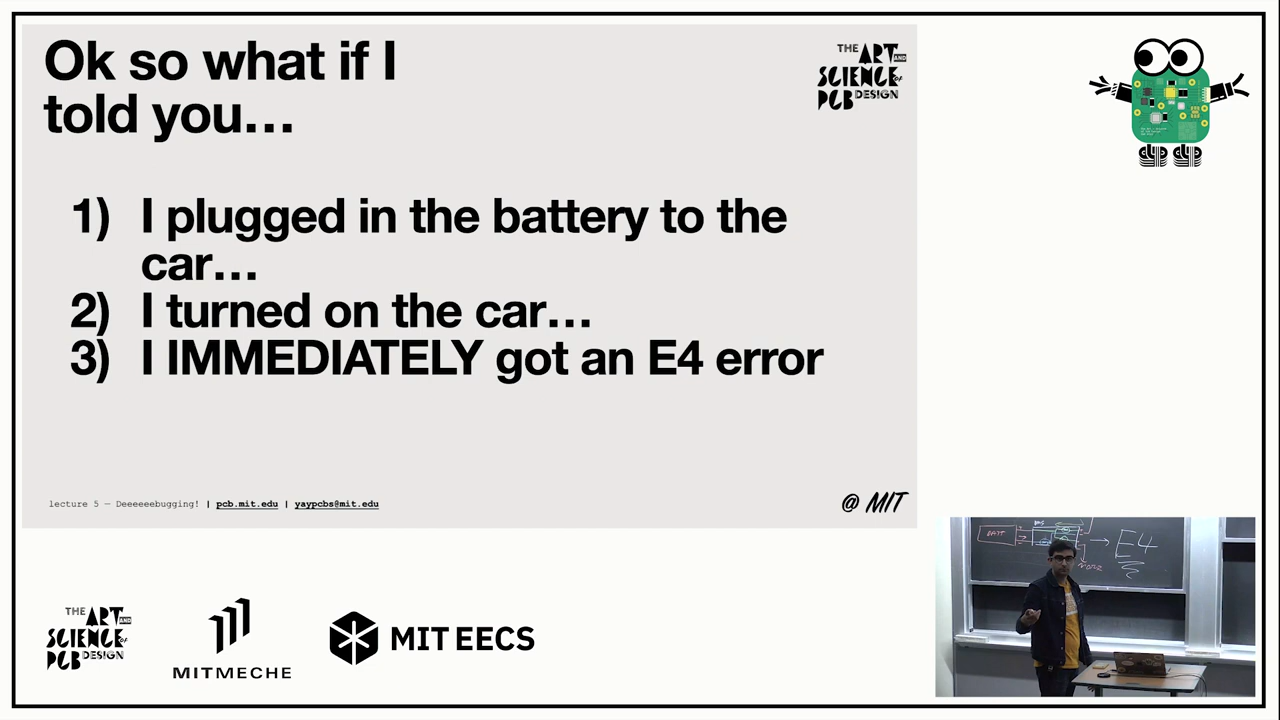 Ok so what if I
told you...
THE ART AND
SCIENCE of
PCB DESIGN
1) I plugged in the battery to the
car...
2) I turned on the car...
3) I IMMEDIATELY got an E4 error
lecture 5 — Deeeeeebugging! | pcb.mit.edu | yaypcbs@mit.edu
@ MIT
BATT
E4
THE ART AND
SCIENCE of
PCB DESIGN
MITMECHE
MIT EECS